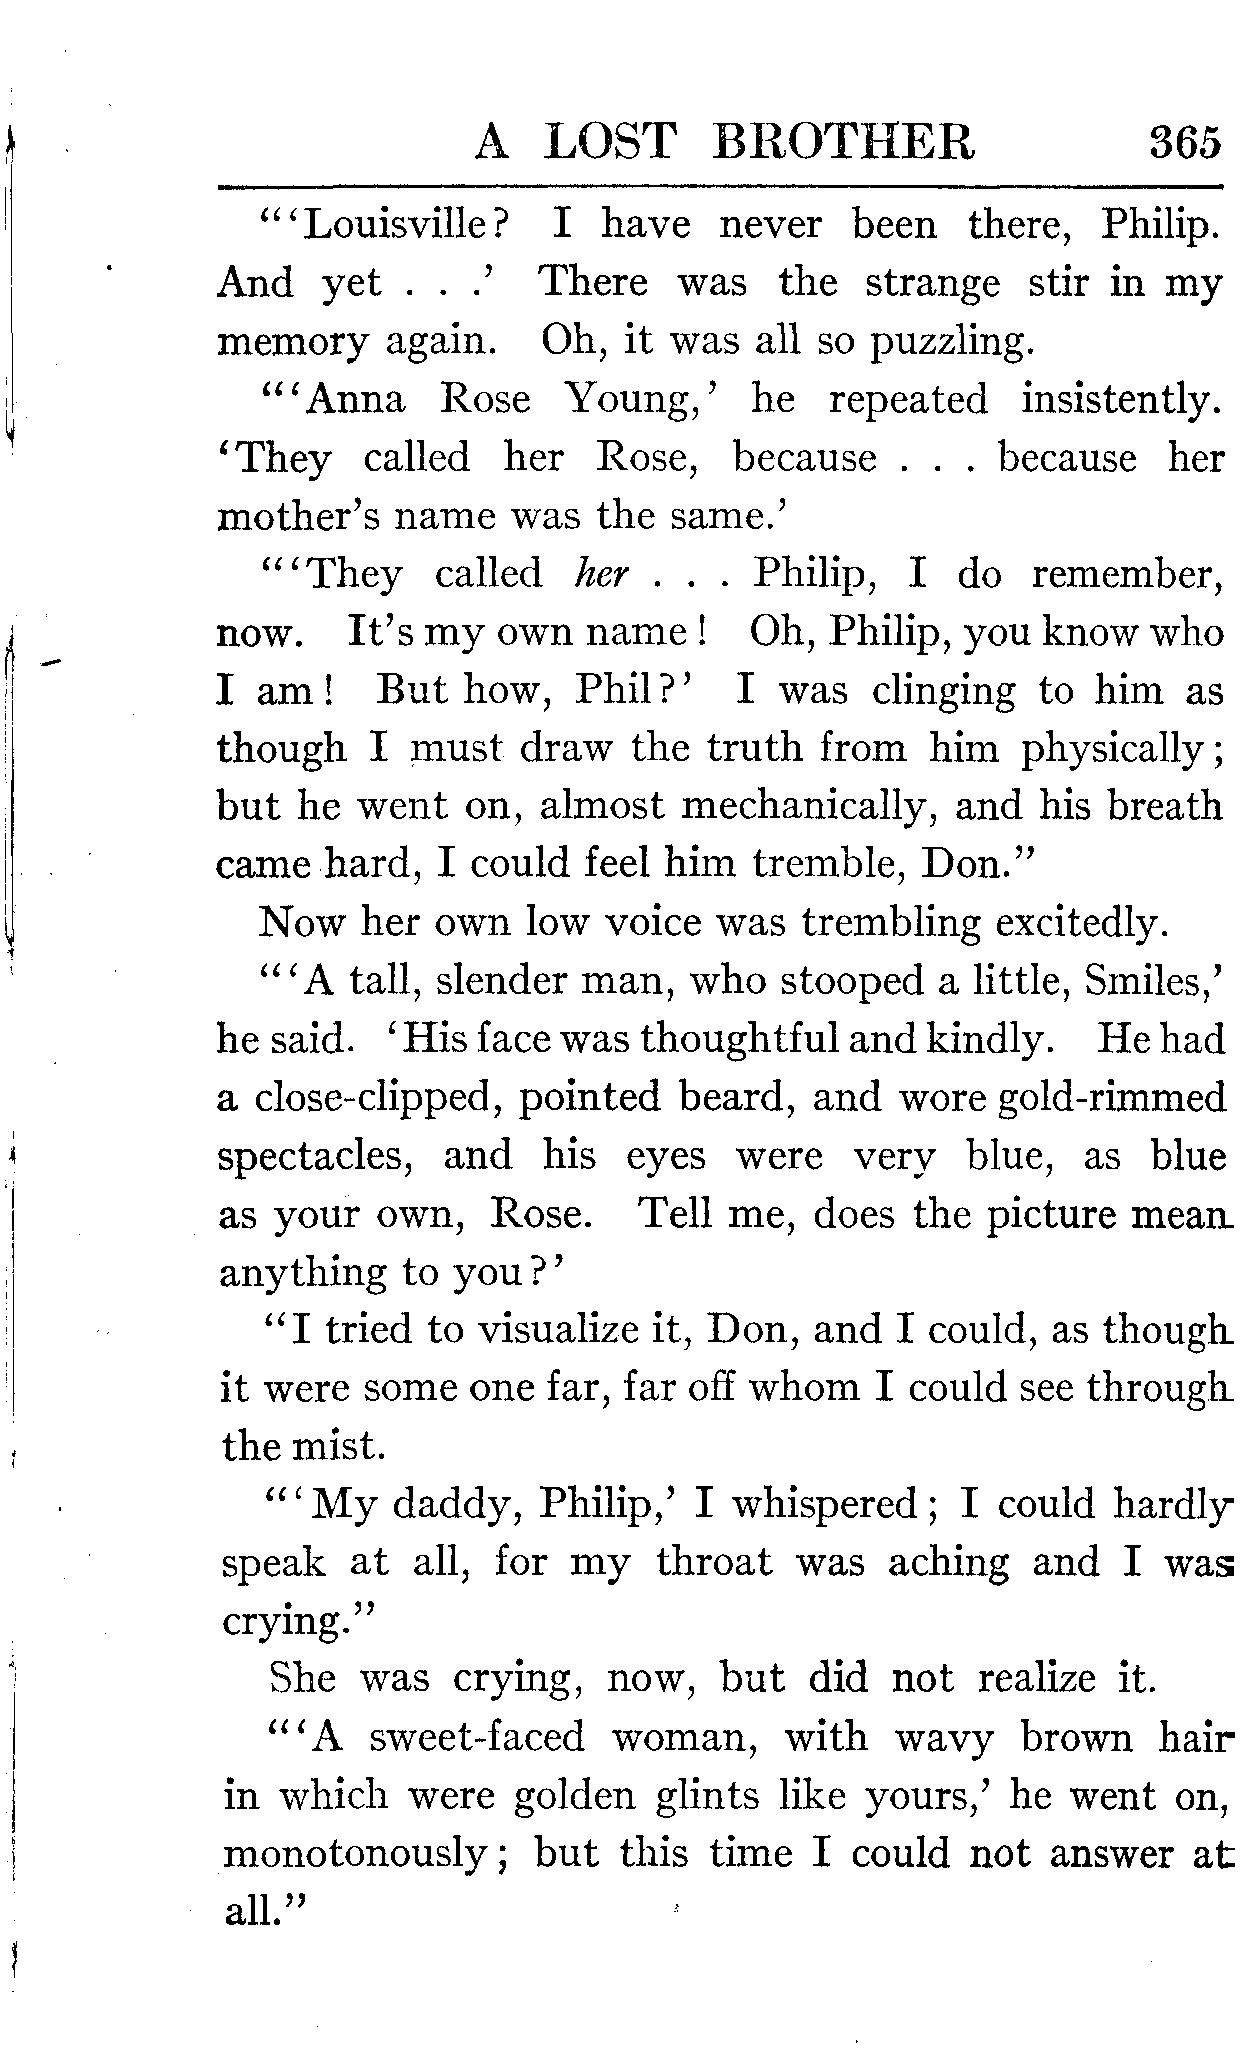 A LOST BROTHER 365
"'Louisville? I have never been there, Philip.
And yet . . .' There was the strange stir in my
memory again. Oh, it was all so puzzling.
"'Anna Rose Young,' he repeated insistently.
'They called her Rose, because . . . because her
mother's name was the same.'
"'They called her . . . Philip, I do remember,
now. It's my own name! Oh, Philip, you know who
I am! But how, Phil?' I was clinging to him as
though I must draw the truth from him physically;
but he went on, almost mechanically, and his breath
came hard, I could feel him tremble, Don."
Now her own low voice was trembling excitedly.
"'A tall, slender man, who stooped a little, Smiles,'
he said. 'His face was thoughtful and kindly. He had
a close-clipped, pointed beard, and wore gold-rimmed
spectacles, and his eyes were very blue, as blue
as your own, Rose. Tell me, does the picture mean
anything to you?'
"I tried to visualize it, Don, and I could, as though
it were some one far, far off whom I could see through
the mist.
"'My daddy, Philip,' I whispered; I could hardly
speak at all, for my throat was aching and I was
crying."
She was crying, now, but did not realize it.
"'A sweet-faced woman, with wavy brown hair
in which were golden glints like yours,' he went on,
monotonously; but this time I could not answer at
all."